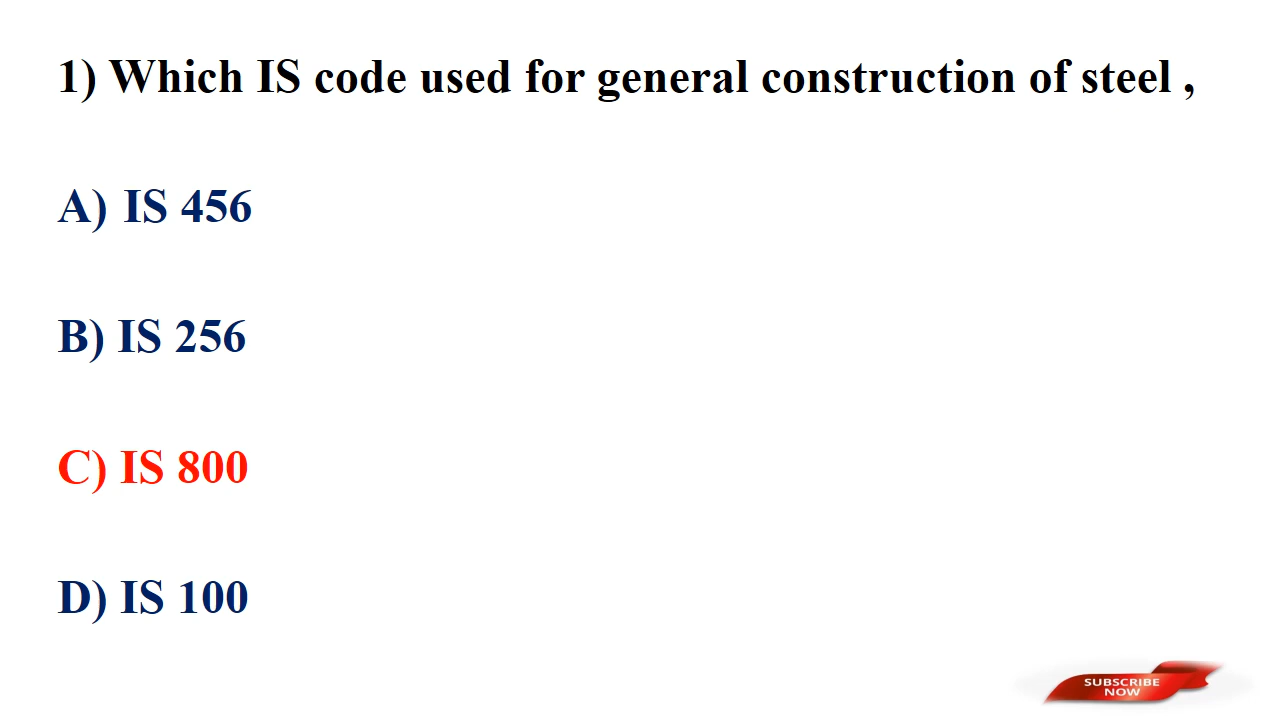 1) Which IS code used for general construction of steel ,
A) IS 456
B) IS 256
C) IS 800
D) IS 100
SUBSCRIBE
NOW